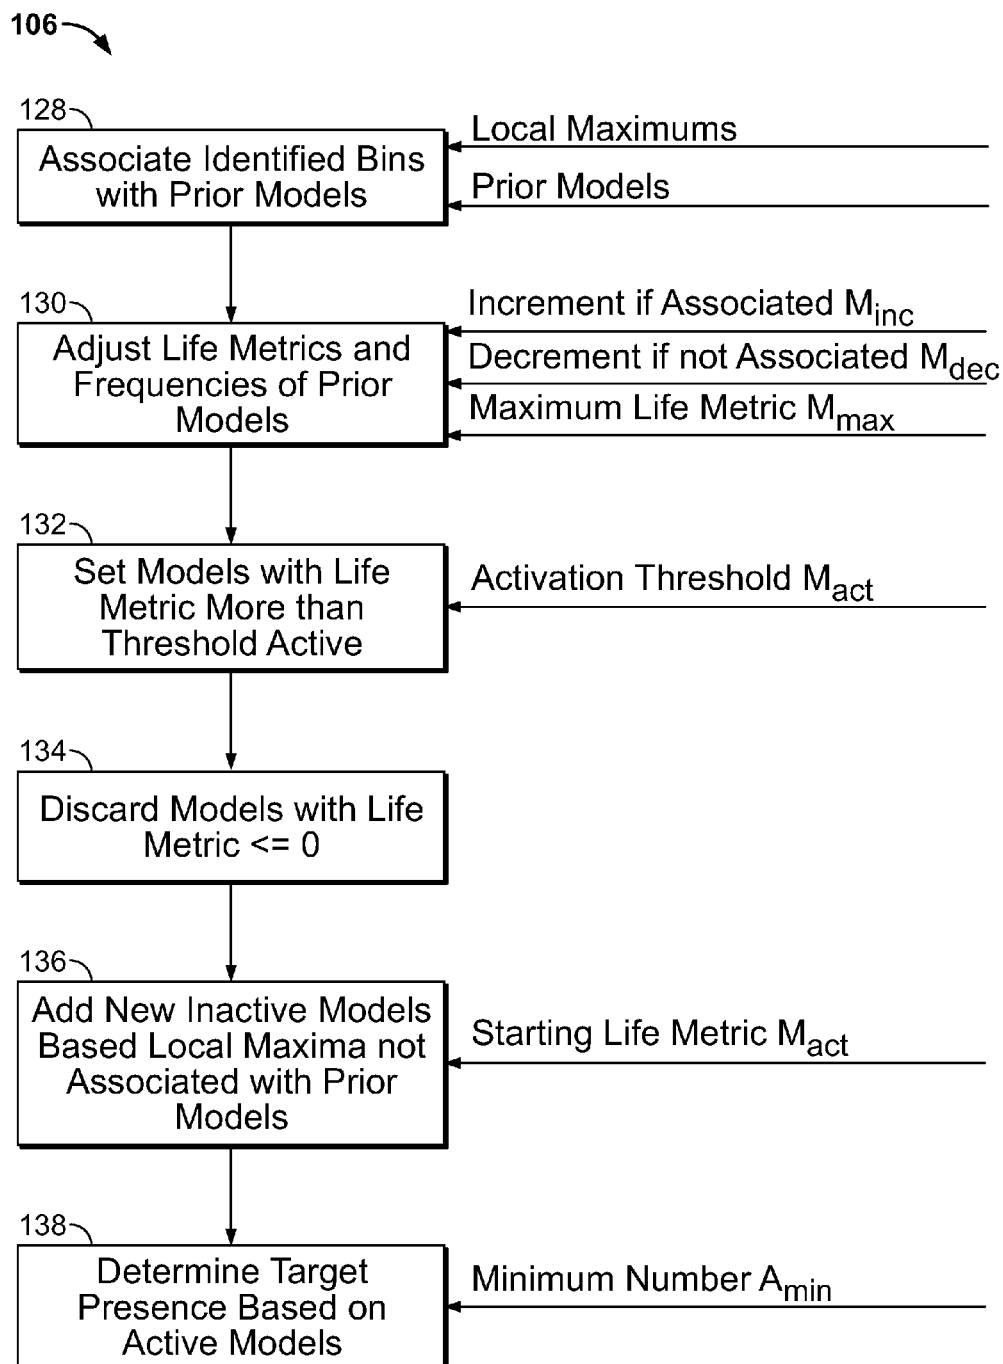 106
128
Associate Identified Bins
with Prior Models
Local Maximums
Prior Models
130
Adjust Life Metrics and
Frequencies of Prior
Models
Increment if Associated Minc
Decrement if not Associated Mdec
Maximum Life Metric Mmax
132
Set Models with Life
Metric More than
Threshold Active
Activation Threshold Mact
134
Discard Models with Life
Metric <= 0
136
Add New Inactive Models
Based Local Maxima not
Associated with Prior
Models
Starting Life Metric Mact
138
Determine Target
Presence Based on
Active Models
Minimum Number Amin